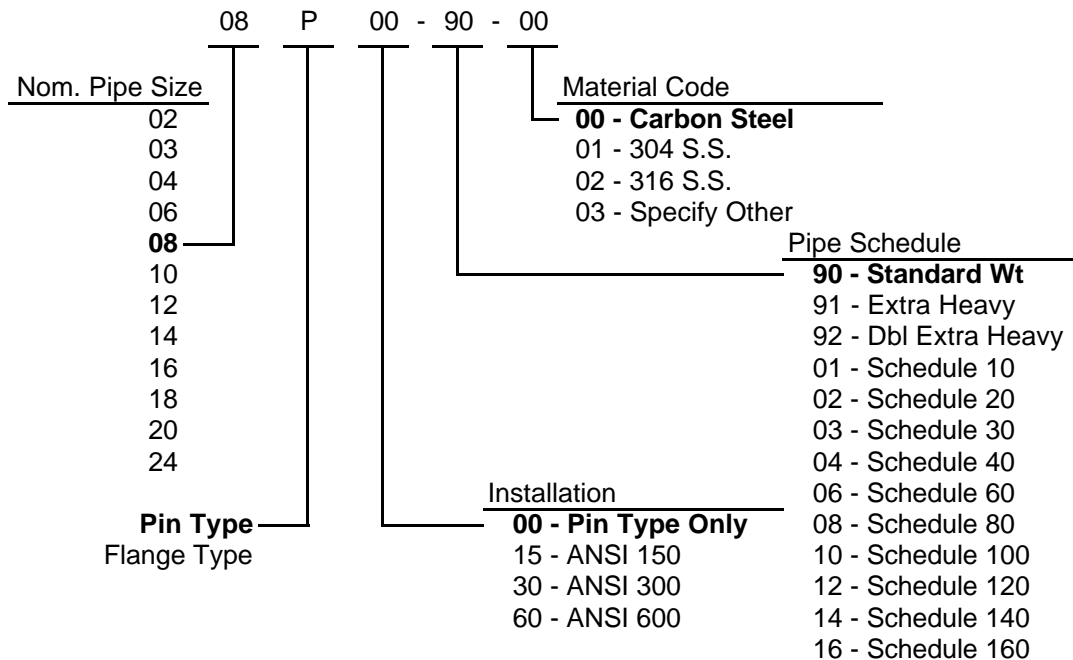 08 P 00 - 90 - 00
Nom. Pipe Size
02
03
04
06
08
10
12
14
16
18
20
24
Pin Type
Flange Type
Material Code
00 - Carbon Steel
01 - 304 S.S.
02 - 316 S.S.
03 - Specify Other
Pipe Schedule
90 - Standard Wt
91 - Extra Heavy
92 - Dbl Extra Heavy
01 - Schedule 10
02 - Schedule 20
03 - Schedule 30
04 - Schedule 40
06 - Schedule 60
08 - Schedule 80
10 - Schedule 100
12 - Schedule 120
14 - Schedule 140
16 - Schedule 160
Installation
00 - Pin Type Only
15 - ANSI 150
30 - ANSI 300
60 - ANSI 600